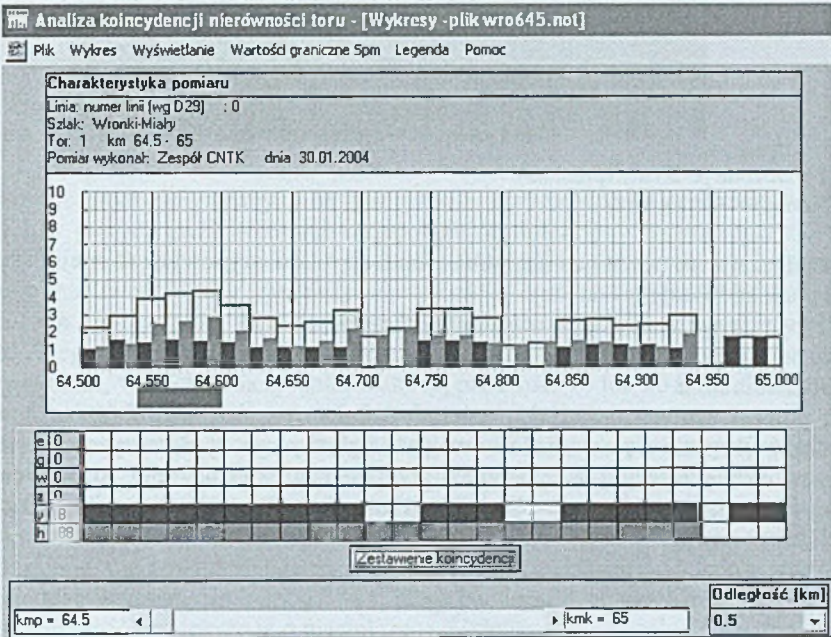 Analiza koincydencji nierówności toru - [Wykresy -plik wro645.not]
Plik Wykres Wyświetlanie Wartości graniczne Spm Legenda Pomoc
Charakterystyka pomiaru
Linia: numer linii (wg D29) : 0
Szlak: Wronki-Miały
Tor: 1 km 64.5 - 65
Pomiar wykonał: Zespół CNTK dnia 30.01.2004
10
9
8
7
6
5
4
3
2
1
0
64,500 64,550 64,600 64,650 64,700 64,750 64,800 64,850 64,900 64,950 65,000
e 0
g 0
w 0
z 0
y 8
h 88
Zestawienie koincydencji
Odległość [km]
kmp = 64.5 kmk = 65 0.5